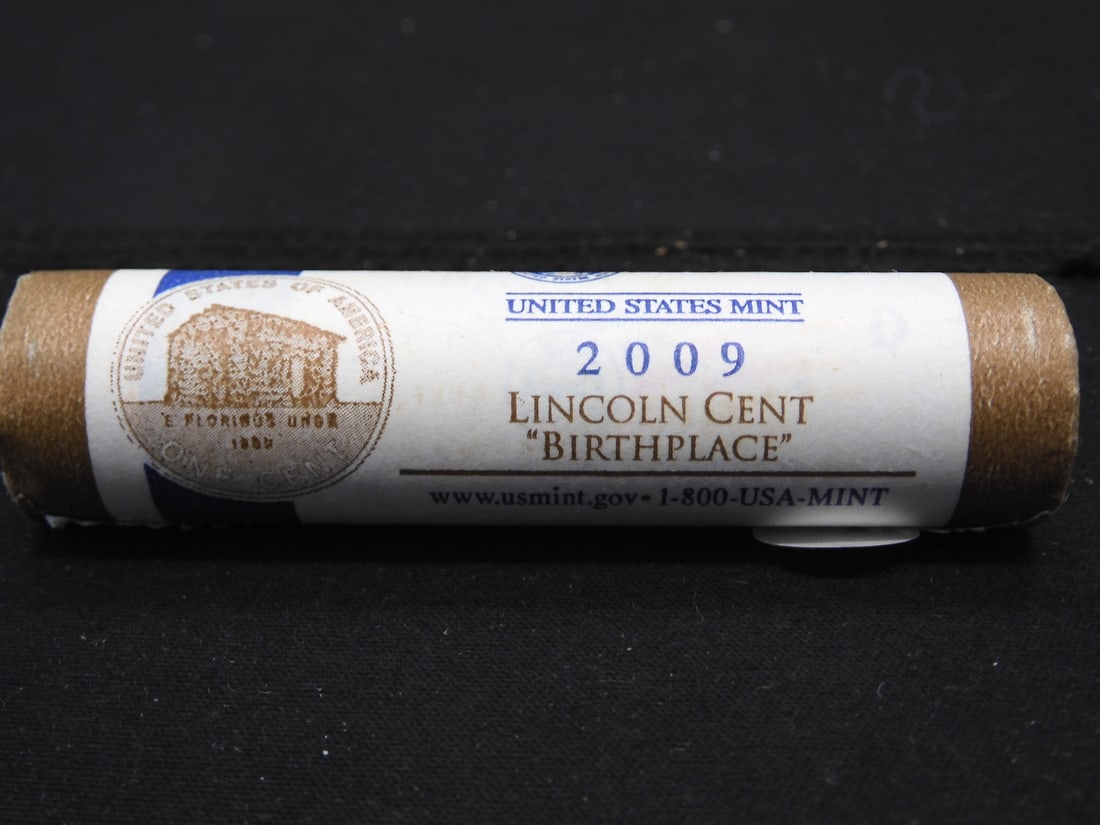 UNITED STATES OF AMERICA
E PLURIBUS UNUM
1809
ONE CENT
UNITED STATES MINT
2009
LINCOLN CENT
"BIRTHPLACE"
www.usmint.gov • 1-800-USA-MINT